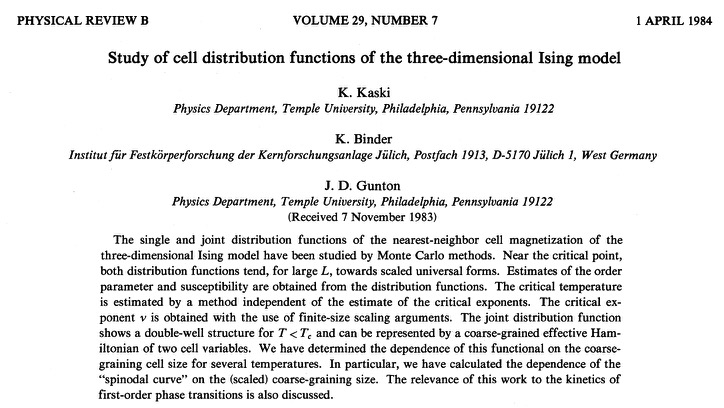 PHYSICAL REVIEW B VOLUME 29, NUMBER 7 1 APRIL 1984
Study of cell distribution functions of the three-dimensional Ising model
K. Kaski
Physics Department, Temple University, Philadelphia, Pennsylvania 19122
K. Binder
Institut für Festkörperforschung der Kernforschungsanlage Jülich, Postfach 1913, D-5170 Jülich 1, West Germany
J. D. Gunton
Physics Department, Temple University, Philadelphia, Pennsylvania 19122
(Received 7 November 1983)
The single and joint distribution functions of the nearest-neighbor cell magnetization of the
three-dimensional Ising model have been studied by Monte Carlo methods. Near the critical point,
both distribution functions tend, for large L, towards scaled universal forms. Estimates of the order
parameter and susceptibility are obtained from the distribution functions. The critical temperature
is estimated by a method independent of the estimate of the critical exponents. The critical ex-
ponent ν is obtained with the use of finite-size scaling arguments. The joint distribution function
shows a double-well structure for T < Tc and can be represented by a coarse-grained effective Ham-
iltonian of two cell variables. We have determined the dependence of this functional on the coarse-
graining cell size for several temperatures. In particular, we have calculated the dependence of the
“spinodal curve” on the (scaled) coarse-graining size. The relevance of this work to the kinetics of
first-order phase transitions is also discussed.